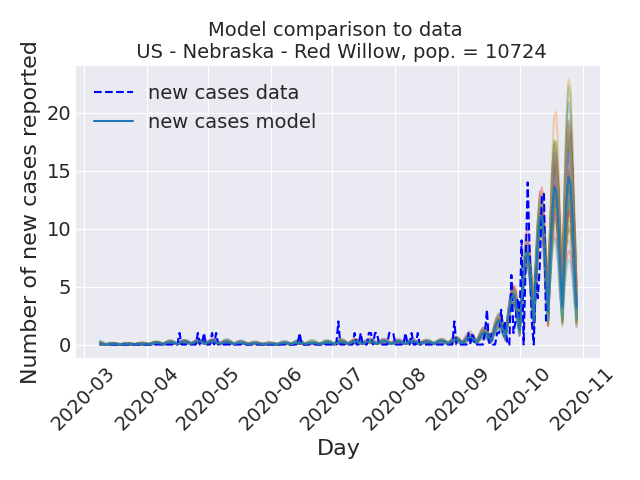 Model comparison to data
US - Nebraska - Red Willow, pop. = 10724
Number of new cases reported
20
15
10
5
0
new cases data
new cases model
2020-03
2020-04
2020-05
2020-06
2020-07
2020-08
2020-09
2020-10
2020-11
Day